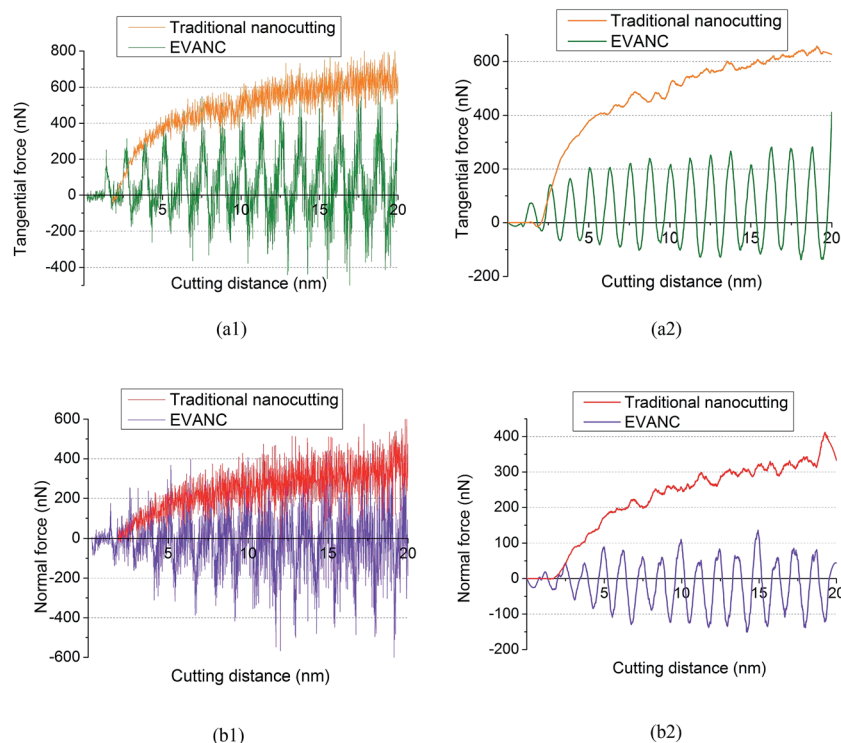 Traditional nanocutting
EVANC
800
600
400
200
0
-200
-400
5
10
15
20
Tangential force (nN)
Cutting distance (nm)
(a1)
Traditional nanocutting
EVANC
600
400
200
0
-200
5
10
15
20
Tangential force (nN)
Cutting distance (nm)
(a2)
Traditional nanocutting
EVANC
600
400
200
0
-200
-400
-600
5
10
15
20
Normal force (nN)
Cutting distance (nm)
(b1)
Traditional nanocutting
EVANC
400
300
200
100
0
-100
-200
5
10
15
20
Normal force (nN)
Cutting distance (nm)
(b2)